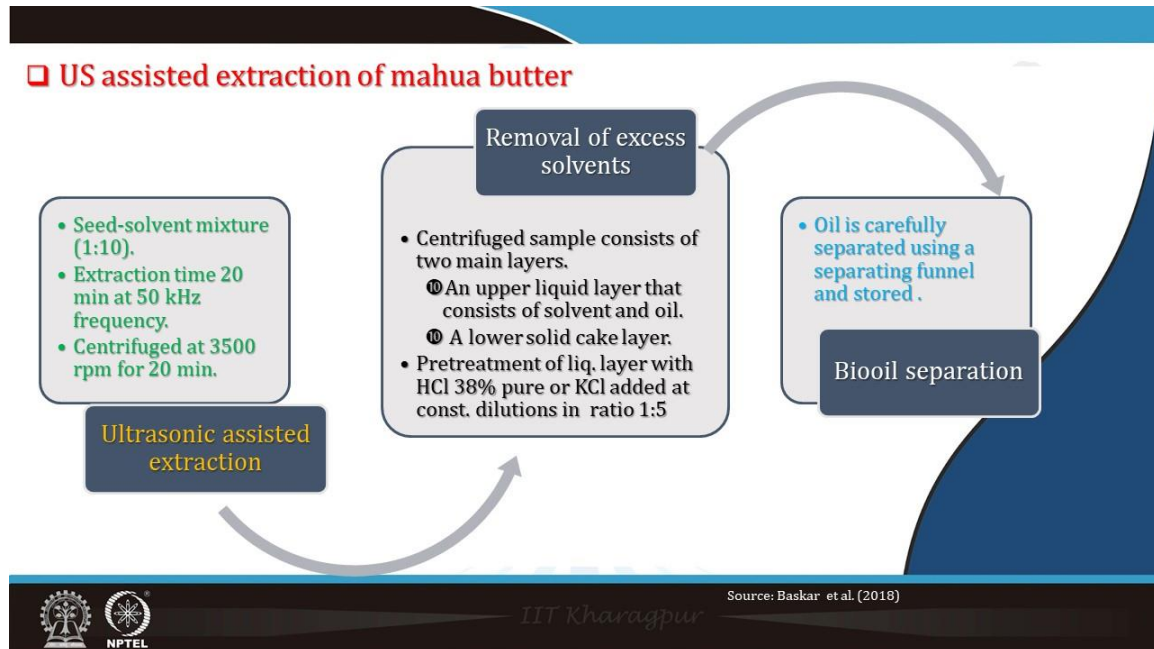 ❑ US assisted extraction of mahua butter
• Seed-solvent mixture
(1:10).
• Extraction time 20
min at 50 kHz
frequency.
• Centrifuged at 3500
rpm for 20 min.
Ultrasonic assisted
extraction
Removal of excess
solvents
• Centrifuged sample consists of
two main layers.
❿An upper liquid layer that
consists of solvent and oil.
❿ A lower solid cake layer.
• Pretreatment of liq. layer with
HCl 38% pure or KCl added at
const. dilutions in ratio 1:5
• Oil is carefully
separated using a
separating funnel
and stored .
Biooil separation
Source: Baskar et al. (2018)
IIT Kharagpur
NPTEL